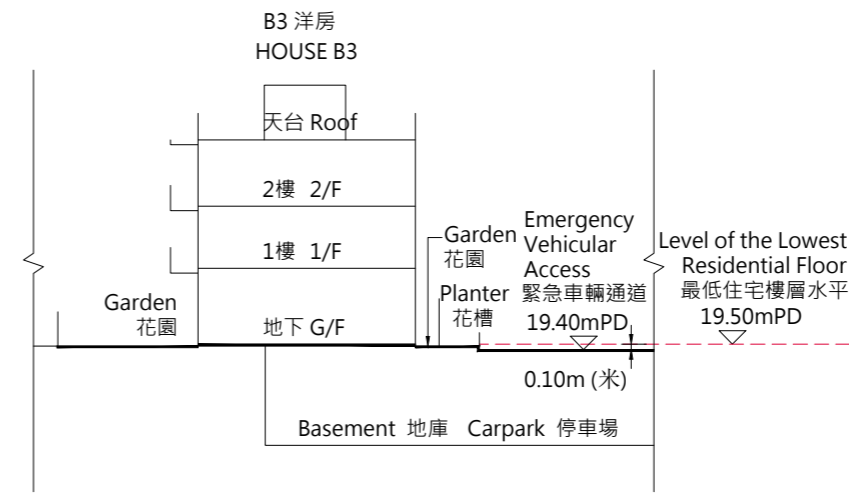 B3 洋房
HOUSE B3
天台 Roof
2樓 2/F
1樓 1/F
地下 G/F
Garden
花園
Garden
花園
Planter
花槽
Emergency
Vehicular
Access
緊急車輛通道
19.40mPD
Level of the Lowest
Residential Floor
最低住宅樓層水平
19.50mPD
0.10m (米)
Basement 地庫 Carpark 停車場